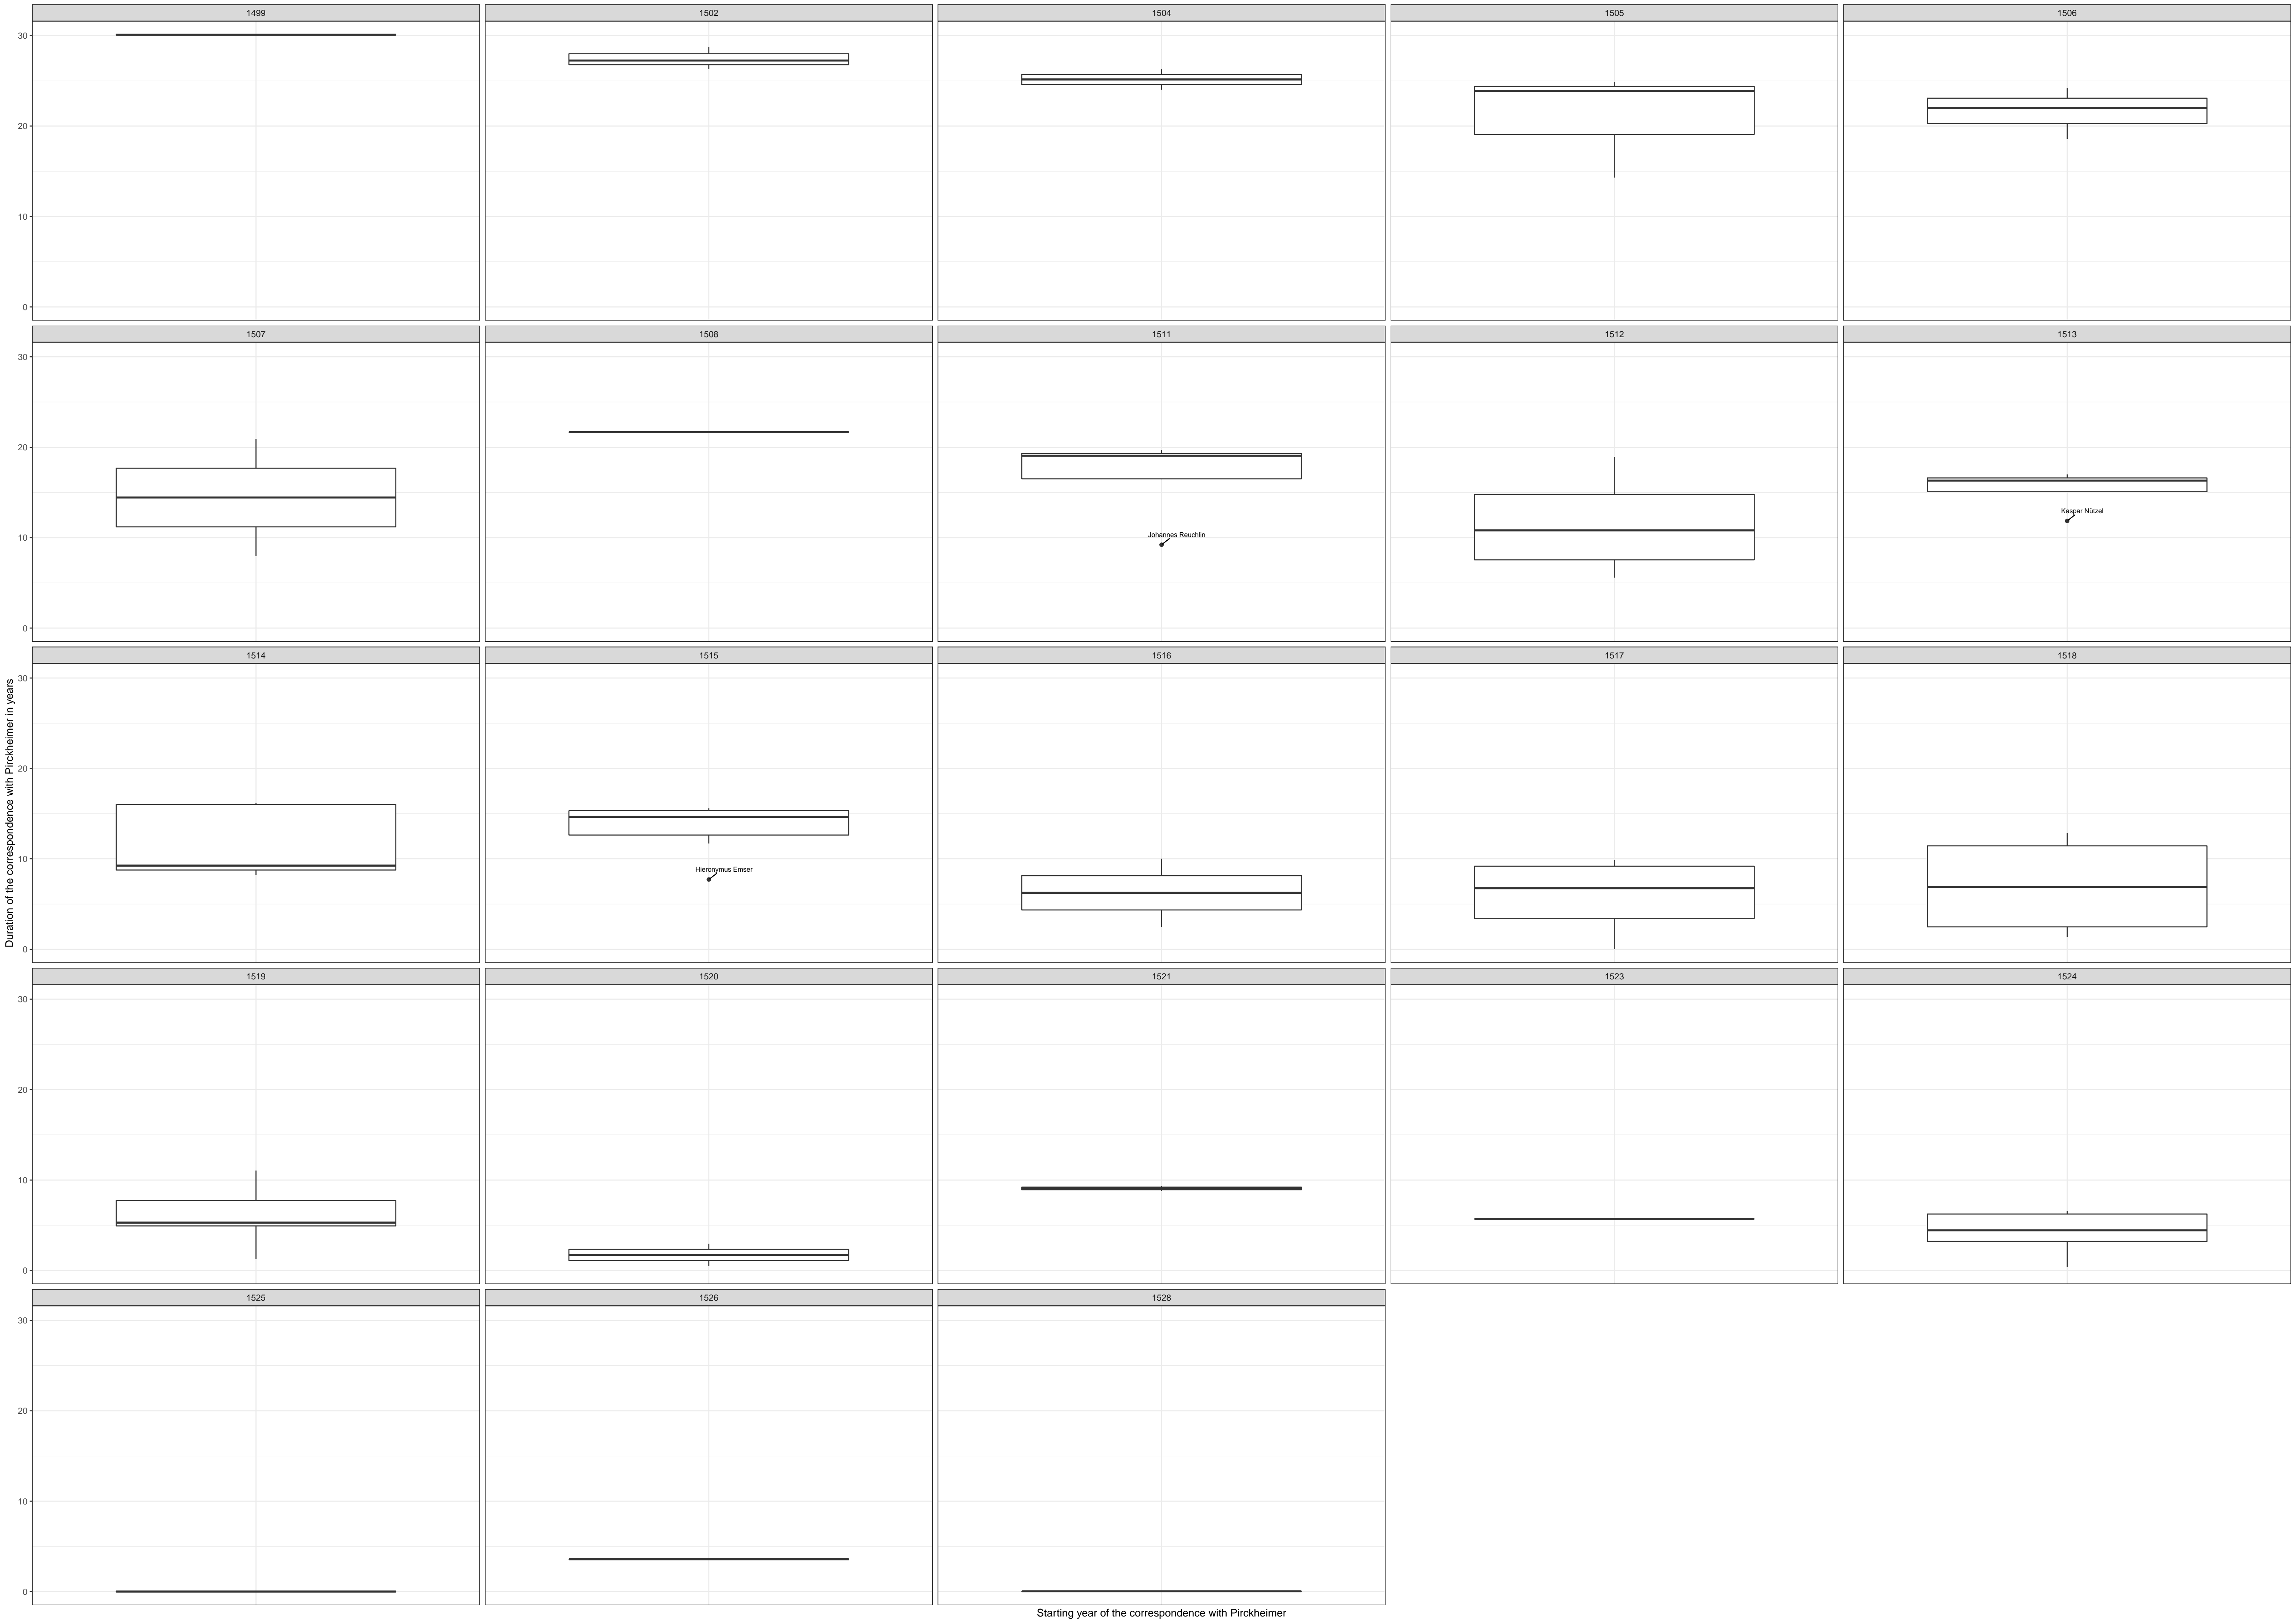 1499 1502 1504 1505 1506
30
20
10
0
1507 1508 1511 1512 1513
30
20
10
0
Johannes Reuchlin
Kaspar Nützel
1514 1515 1516 1517 1518
30
20
10
0
Hieronymus Emser
Duration of the correspondence with Pirckheimer in years
1519 1520 1521 1523 1524
30
20
10
0
1525 1526 1528
30
20
10
0
Starting year of the correspondence with Pirckheimer